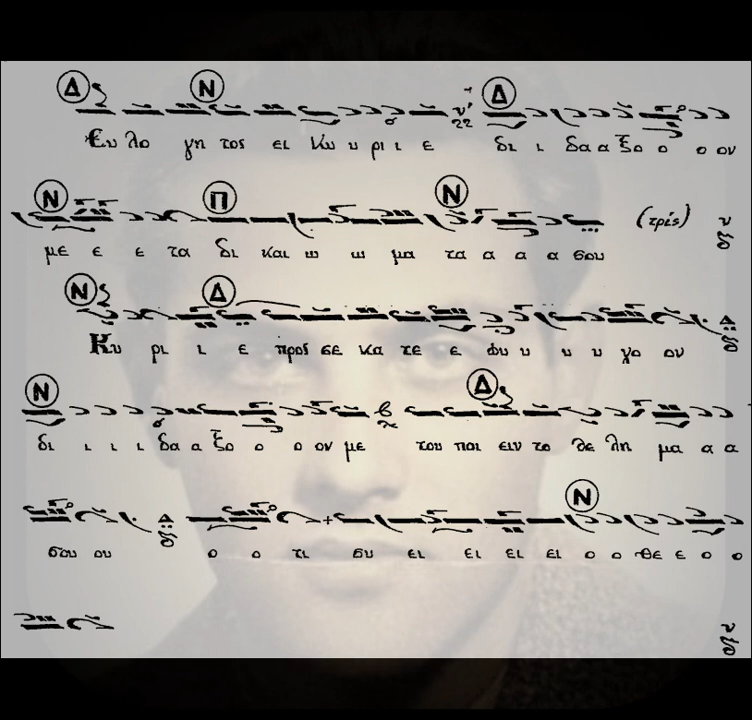 Δ Ν Δ
Ευ λο γη τος ει Κυ υ ρι ι ε δι ι δα α ξο ο ο ον
Ν Π Ν
με ε ε τα δι και ω ω μα τα α α α σου (τρίς)
Ν Δ
Κυ ρι ι ε προς σε κα τε ε φυ υ υ υ γο ον
Ν Δ
δι ι ι ι δα α ξο ο ο ον με του ποι ειν το θε λη μα α α
Ν
σου ου ο ο τι συ ει ει ει ει ο ο θε ε ο ο